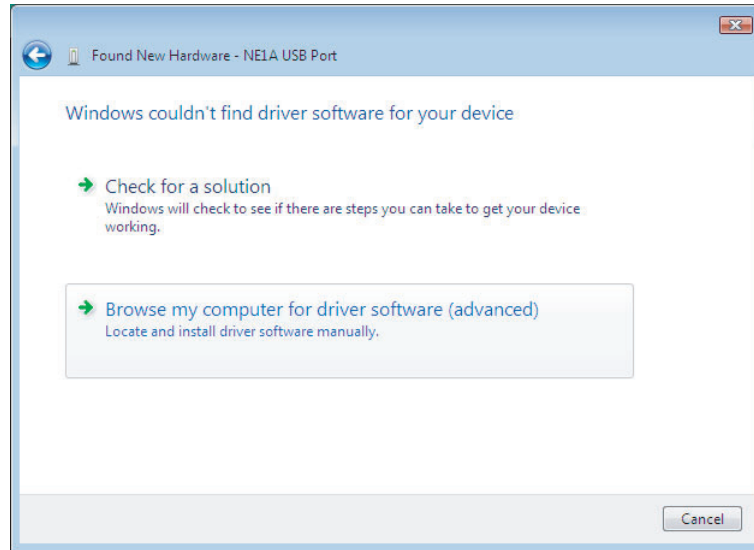 Found New Hardware - NE1A USB Port
Windows couldn't find driver software for your device
Check for a solution
Windows will check to see if there are steps you can take to get your device
working.
Browse my computer for driver software (advanced)
Locate and install driver software manually.
Cancel